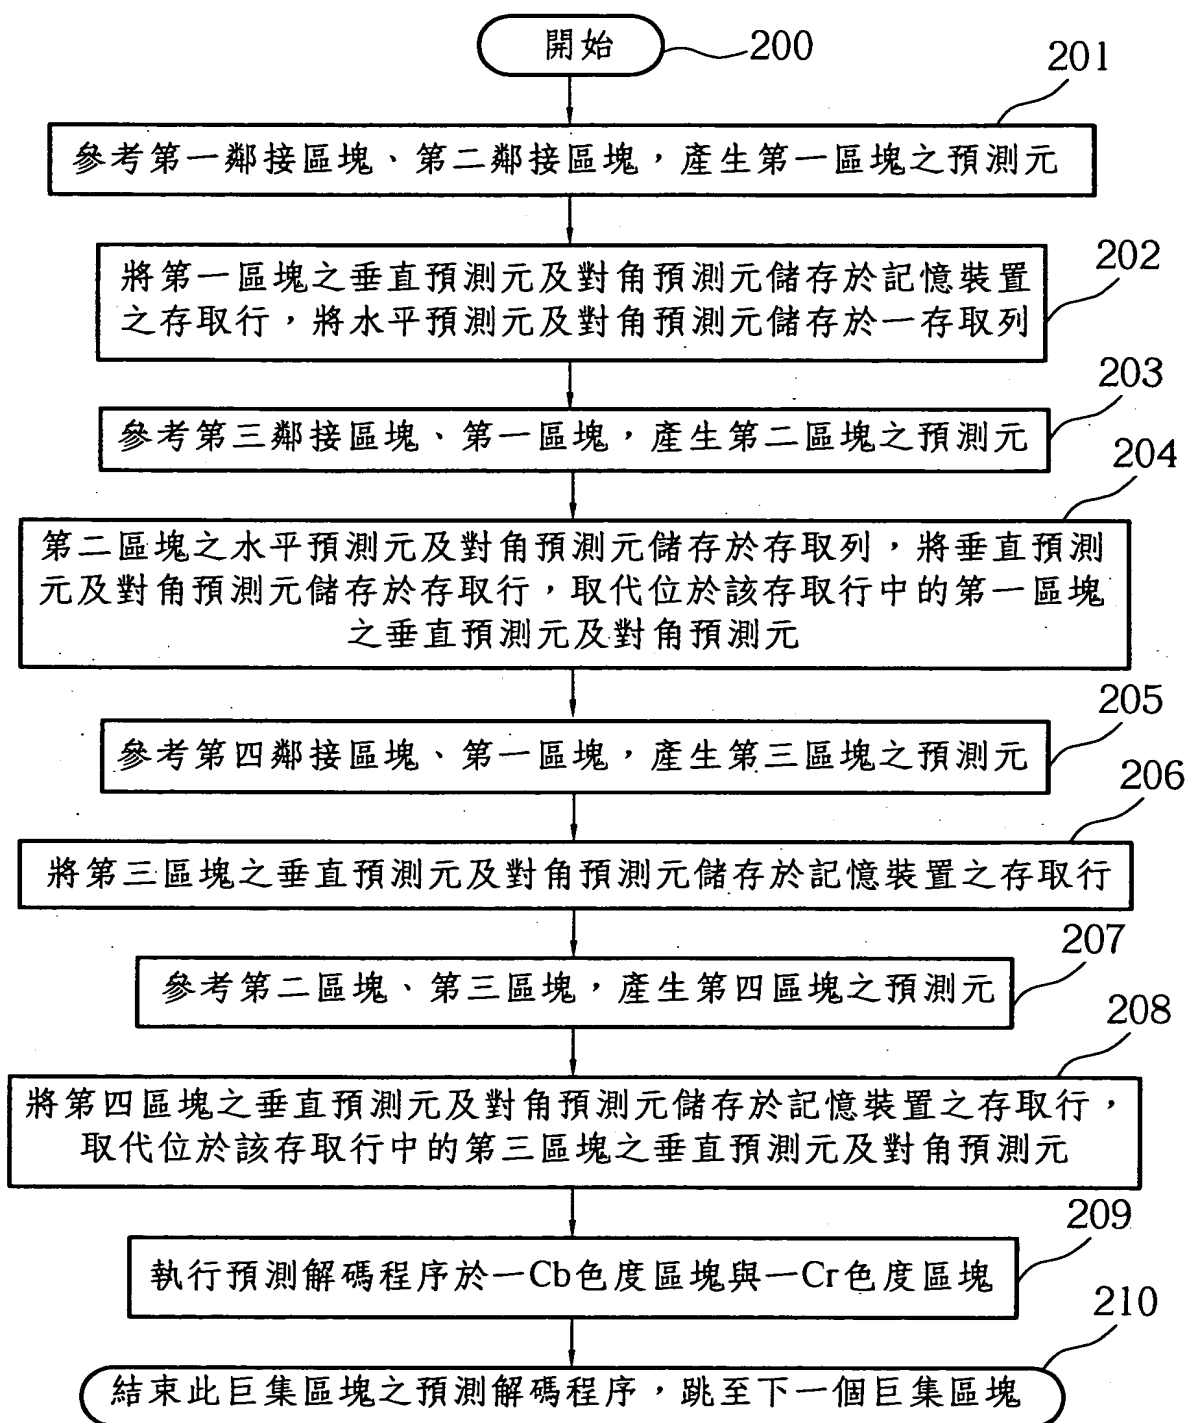 開始
200
201
參考第一鄰接區塊、第二鄰接區塊，產生第一區塊之預測元
202
將第一區塊之垂直預測元及對角預測元儲存於記憶裝置
之存取行，將水平預測元及對角預測元儲存於一存取列
203
參考第三鄰接區塊、第一區塊，產生第二區塊之預測元
204
第二區塊之水平預測元及對角預測元儲存於存取列，將垂直預測
元及對角預測元儲存於存取行，取代位於該存取行中的第一區塊
之垂直預測元及對角預測元
205
參考第四鄰接區塊、第一區塊，產生第三區塊之預測元
206
將第三區塊之垂直預測元及對角預測元儲存於記憶裝置之存取行
207
參考第二區塊、第三區塊，產生第四區塊之預測元
208
將第四區塊之垂直預測元及對角預測元儲存於記憶裝置之存取行，
取代位於該存取行中的第三區塊之垂直預測元及對角預測元
209
執行預測解碼程序於一Cb色度區塊與一Cr色度區塊
210
結束此巨集區塊之預測解碼程序，跳至下一個巨集區塊